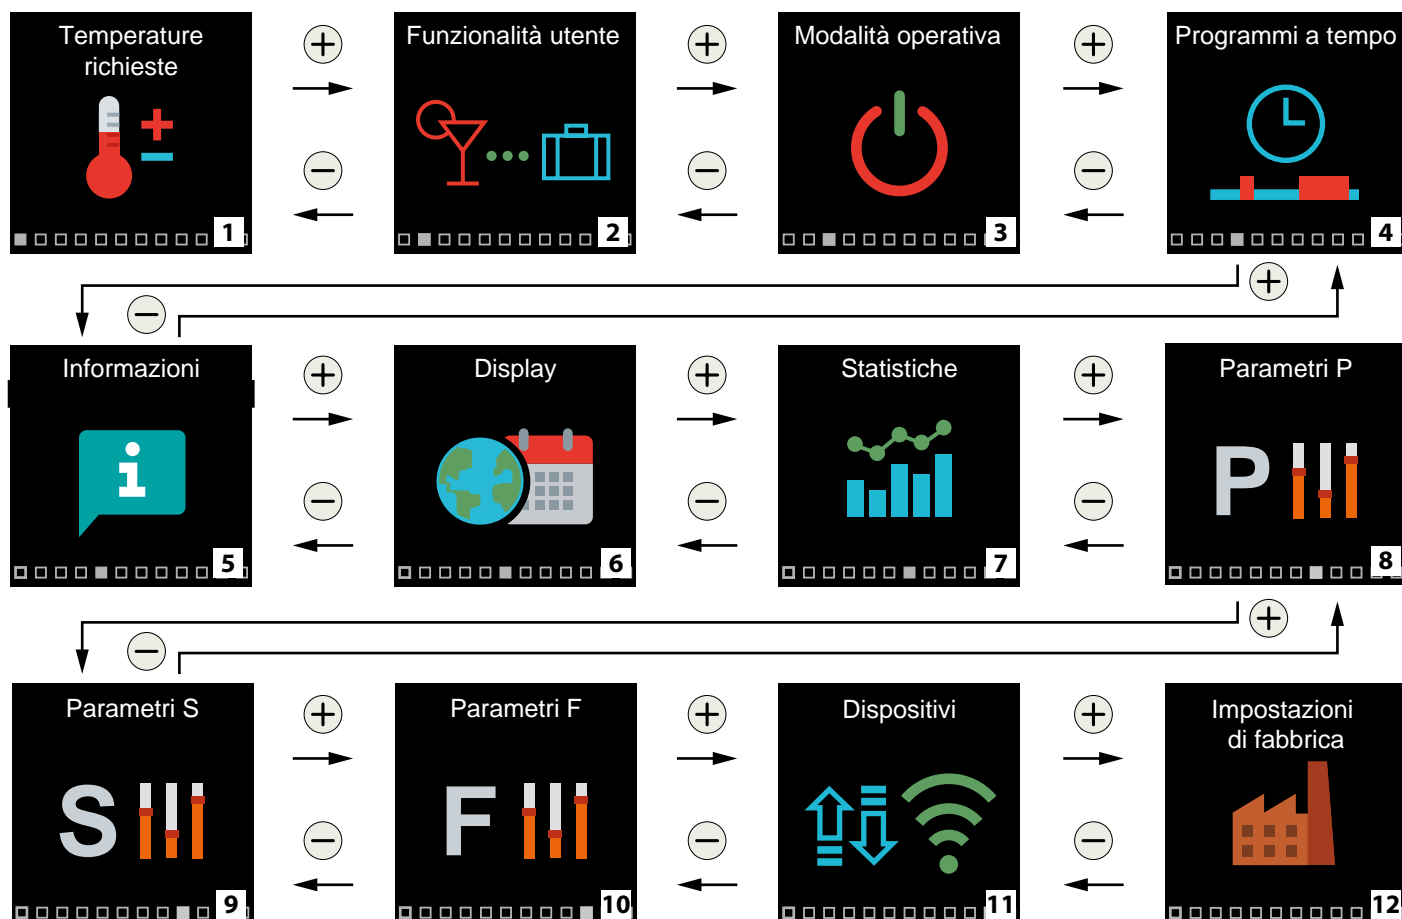 Temperature
richieste
1
Funzionalità utente
2
Modalità operativa
3
Programmi a tempo
4
Informazioni
i
5
Display
6
Statistiche
7
Parametri P
P
8
Parametri S
S
9
Parametri F
F
10
Dispositivi
11
Impostazioni
di fabbrica
12